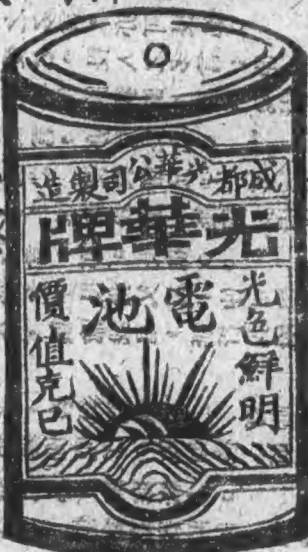 成都光華公司製造
光華牌
電池
光色鮮明
價值克己